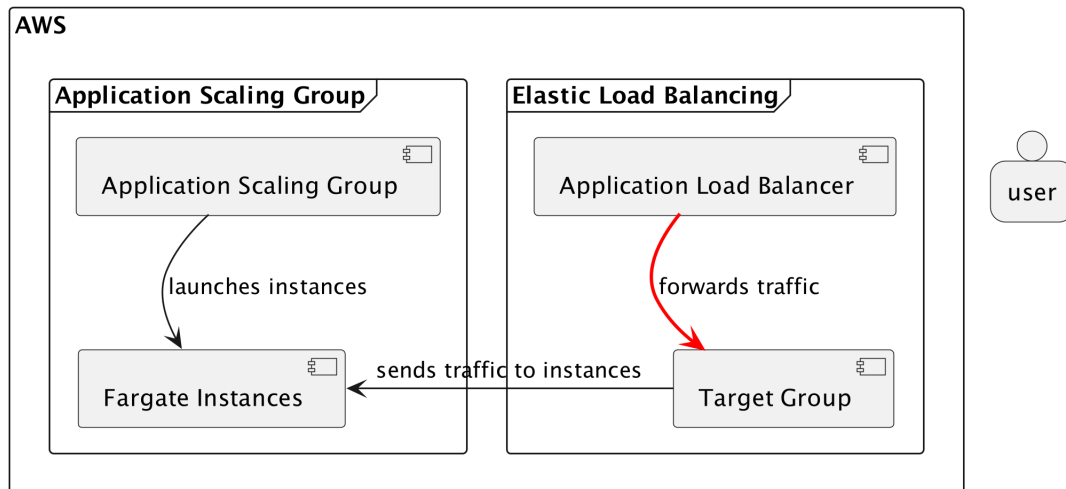 AWS
Application Scaling Group
Elastic Load Balancing
Application Scaling Group
Application Load Balancer
user
launches instances
forwards traffic
sends traffic to instances
Fargate Instances
Target Group